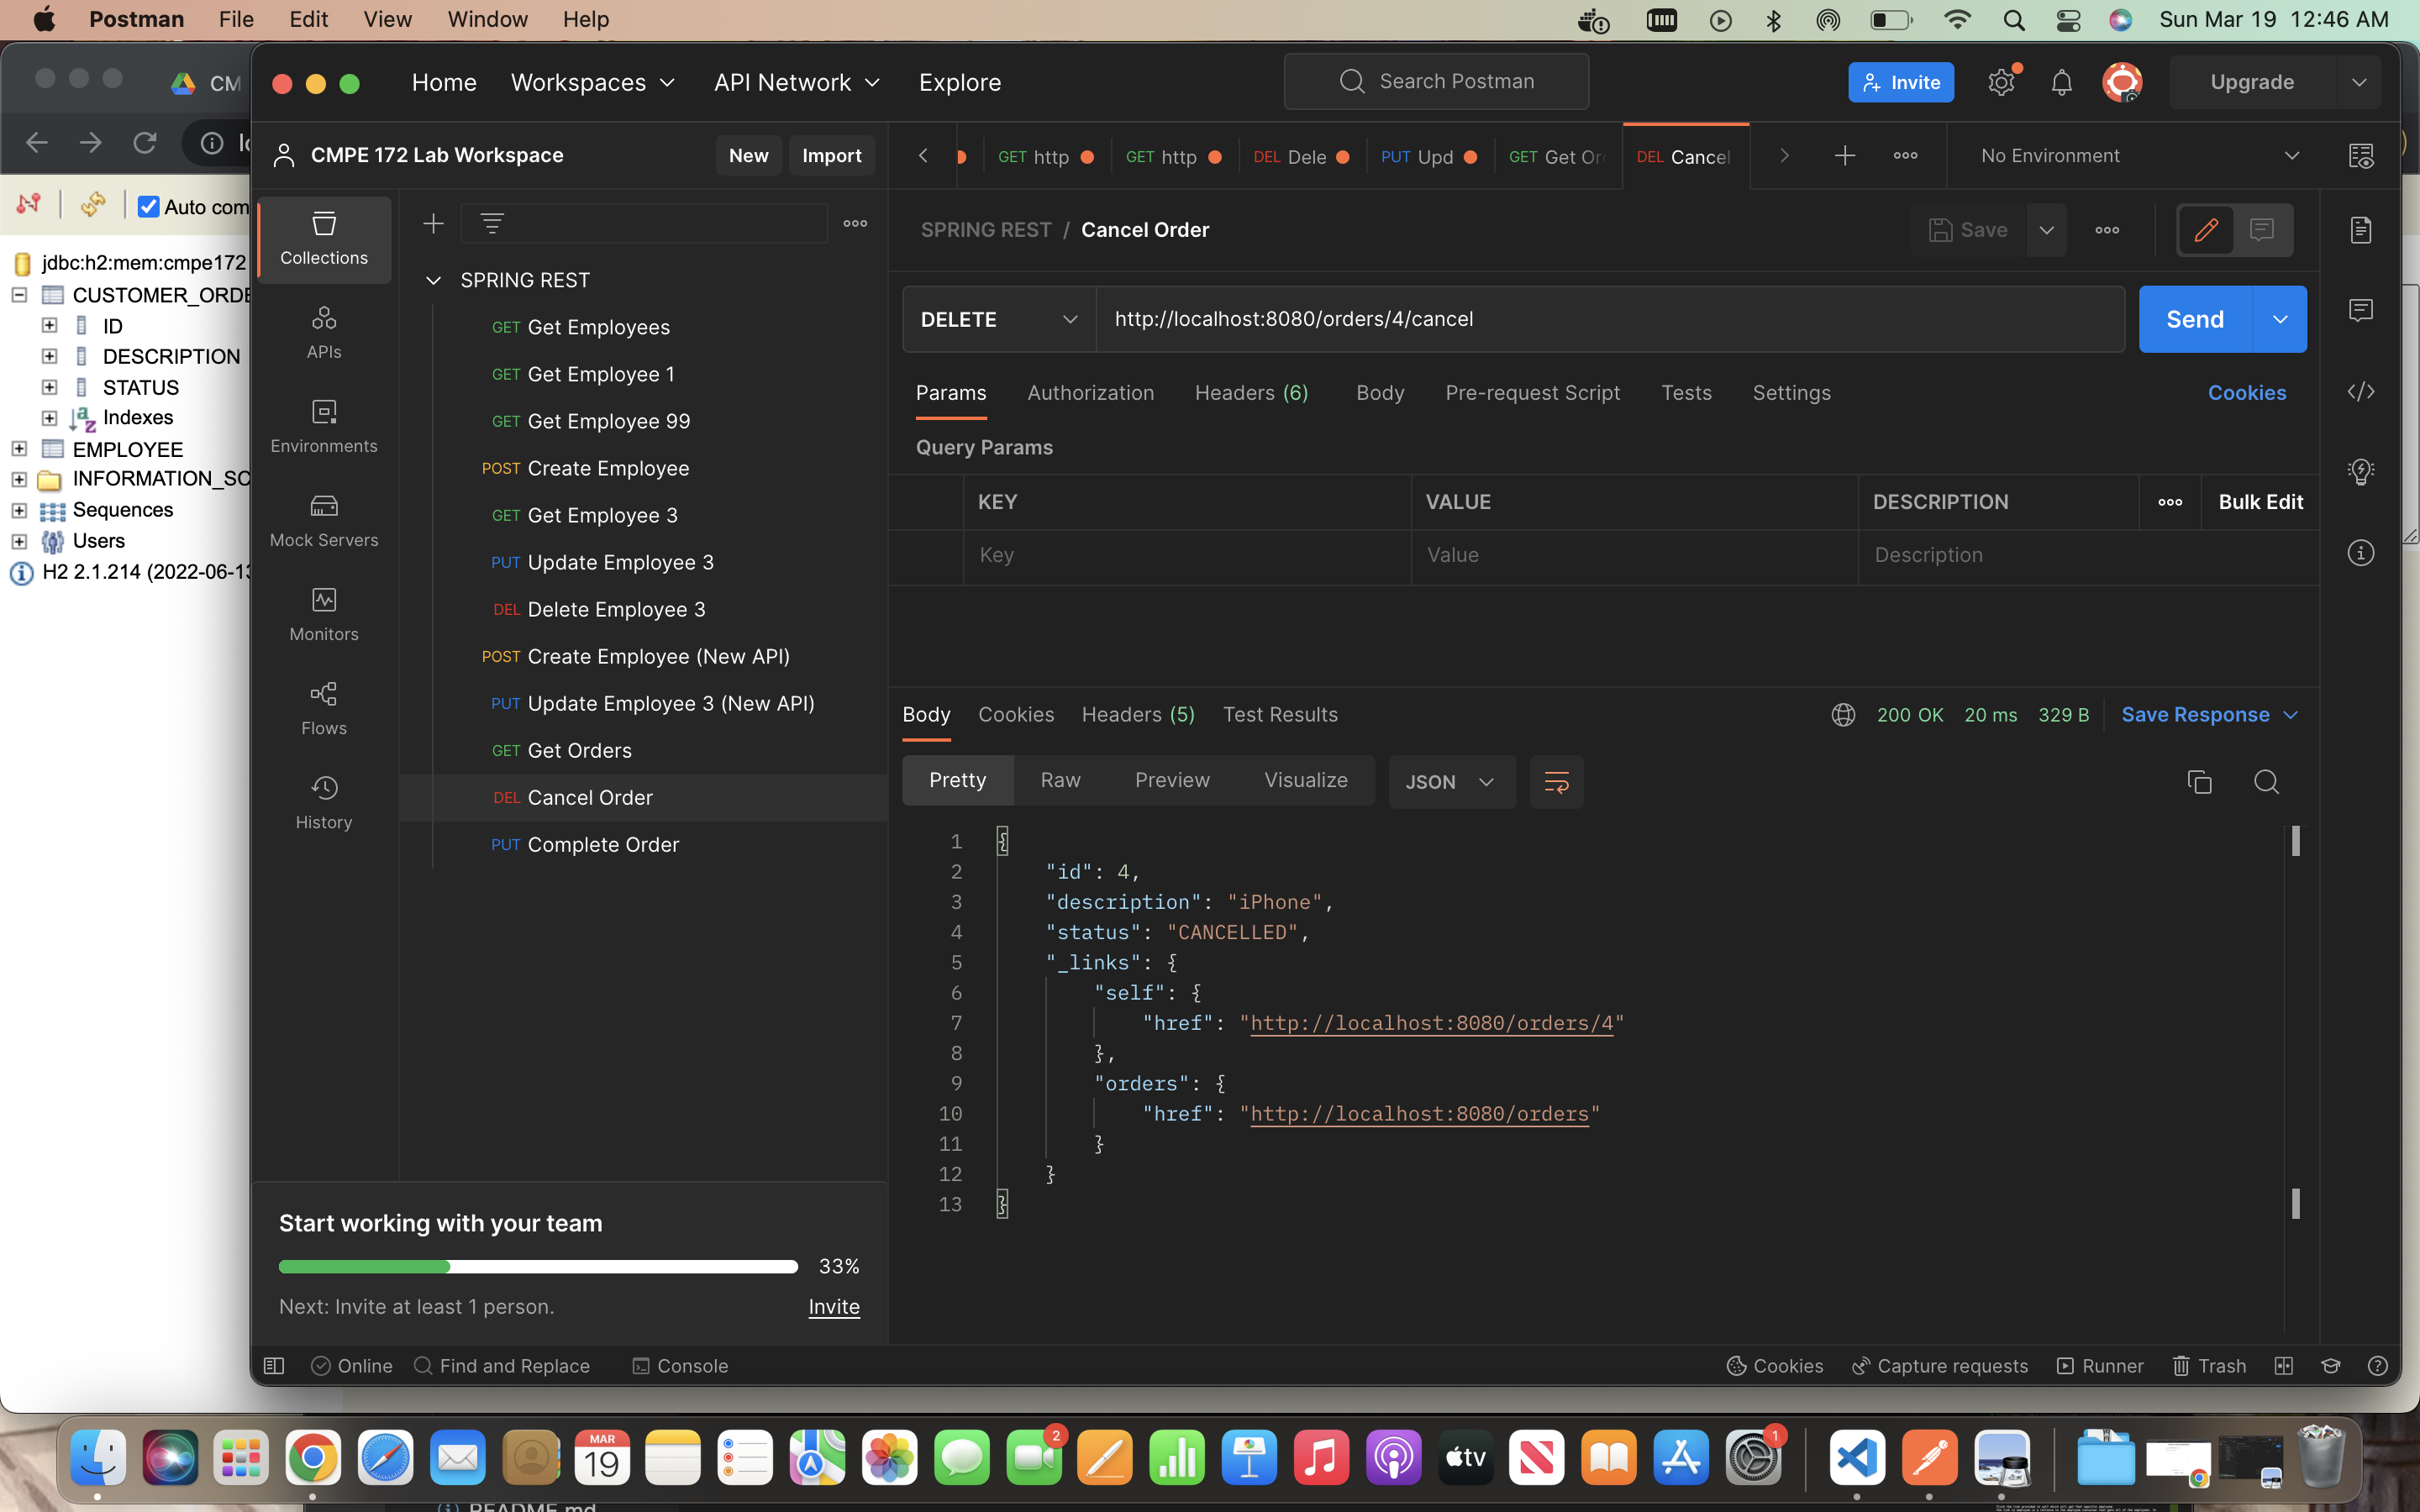 Postman File Edit View Window Help Sun Mar 19 12:46 AM
CM
Home Workspaces API Network Explore Search Postman Invite Upgrade
CMPE 172 Lab Workspace New Import GET http GET http DEL Dele PUT Upd GET Get Or DEL Cancel No Environment
Auto com
jdbc:h2:mem:cmpe172
CUSTOMER_ORDE
ID
DESCRIPTION
STATUS
Indexes
EMPLOYEE
INFORMATION_SC
Sequences
Users
H2 2.1.214 (2022-06-13
Collections
APIs
Environments
Mock Servers
Monitors
Flows
History
SPRING REST
GET Get Employees
GET Get Employee 1
GET Get Employee 99
POST Create Employee
GET Get Employee 3
PUT Update Employee 3
DEL Delete Employee 3
POST Create Employee (New API)
PUT Update Employee 3 (New API)
GET Get Orders
DEL Cancel Order
PUT Complete Order
Start working with your team
33%
Next: Invite at least 1 person. Invite
SPRING REST / Cancel Order Save
DELETE http://localhost:8080/orders/4/cancel Send
Params Authorization Headers (6) Body Pre-request Script Tests Settings Cookies
Query Params
KEY VALUE DESCRIPTION Bulk Edit
Key Value Description
Body Cookies Headers (5) Test Results 200 OK 20 ms 329 B Save Response
Pretty Raw Preview Visualize JSON
1 {
2 "id": 4,
3 "description": "iPhone",
4 "status": "CANCELLED",
5 "_links": {
6 "self": {
7 "href": "http://localhost:8080/orders/4"
8 },
9 "orders": {
10 "href": "http://localhost:8080/orders"
11 }
12 }
13 }
Online Find and Replace Console Cookies Capture requests Runner Trash
MAR
19
2
tv
1
README.md